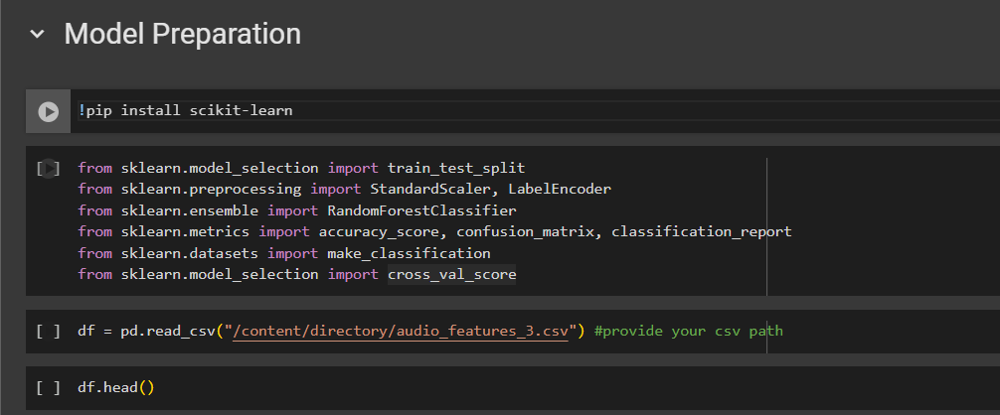 Model Preparation
!pip install scikit-learn
from sklearn.model_selection import train_test_split
from sklearn.preprocessing import StandardScaler, LabelEncoder
from sklearn.ensemble import RandomForestClassifier
from sklearn.metrics import accuracy_score, confusion_matrix, classification_report
from sklearn.datasets import make_classification
from sklearn.model_selection import cross_val_score
[ ] df = pd.read_csv("/content/directory/audio_features_3.csv") #provide your csv path
[ ] df.head()